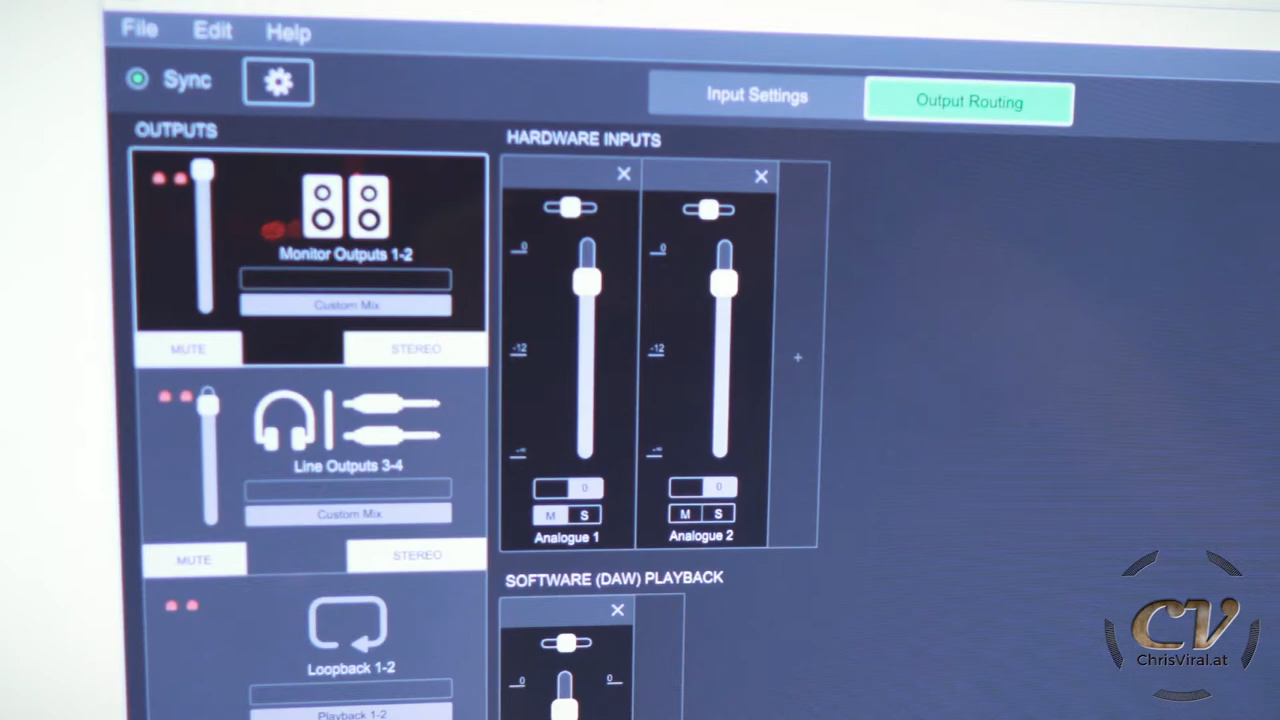 File Edit Help
Sync
Input Settings
Output Routing
OUTPUTS
Monitor Outputs 1-2
Custom Mix
MUTE
STEREO
Line Outputs 3-4
Custom Mix
MUTE
STEREO
Loopback 1-2
Playback 1-2
HARDWARE INPUTS
0
-12
-∞
0
M S
Analogue 1
0
-12
-∞
0
M S
Analogue 2
+
SOFTWARE (DAW) PLAYBACK
0
0
CV
ChrisViral.at